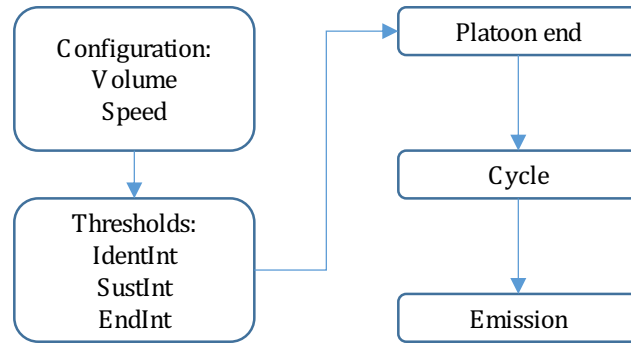 Configuration:
Volume
Speed
Thresholds:
IdentInt
SustInt
EndInt
Platoon end
Cycle
Emission